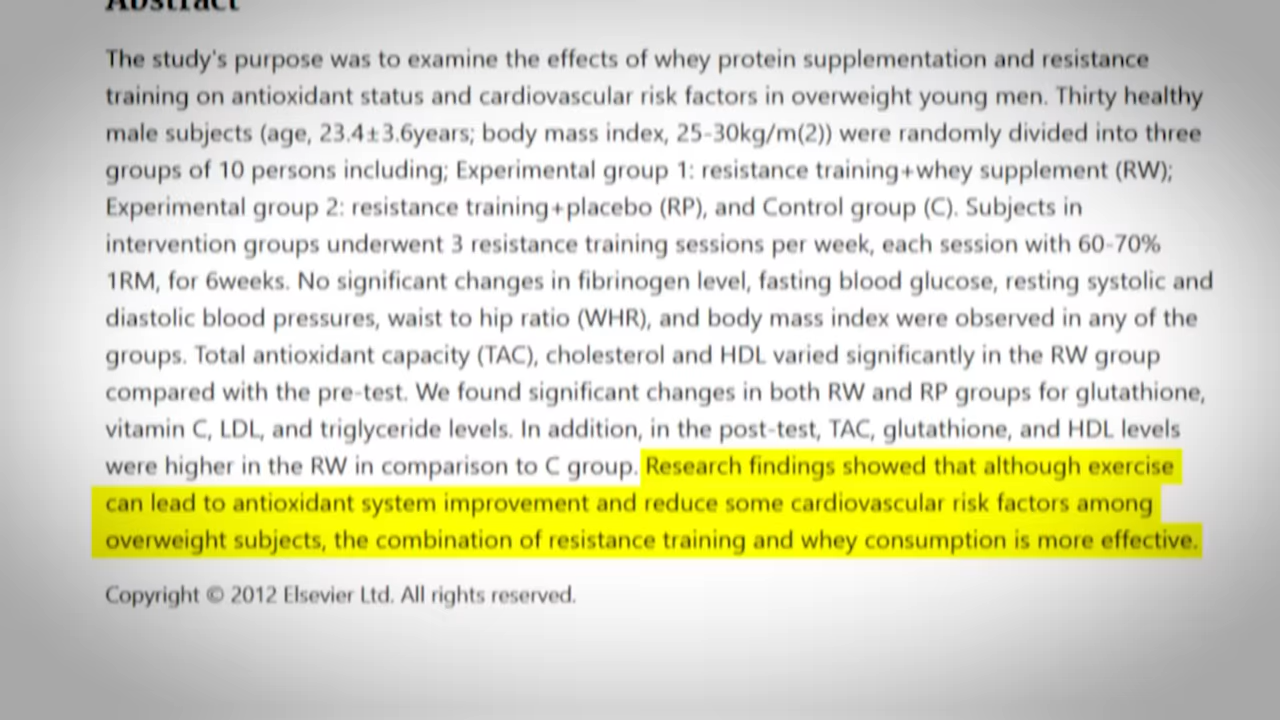 Abstract
The study's purpose was to examine the effects of whey protein supplementation and resistance
training on antioxidant status and cardiovascular risk factors in overweight young men. Thirty healthy
male subjects (age, 23.4±3.6years; body mass index, 25-30kg/m(2)) were randomly divided into three
groups of 10 persons including; Experimental group 1: resistance training+whey supplement (RW);
Experimental group 2: resistance training+placebo (RP), and Control group (C). Subjects in
intervention groups underwent 3 resistance training sessions per week, each session with 60-70%
1RM, for 6weeks. No significant changes in fibrinogen level, fasting blood glucose, resting systolic and
diastolic blood pressures, waist to hip ratio (WHR), and body mass index were observed in any of the
groups. Total antioxidant capacity (TAC), cholesterol and HDL varied significantly in the RW group
compared with the pre-test. We found significant changes in both RW and RP groups for glutathione,
vitamin C, LDL, and triglyceride levels. In addition, in the post-test, TAC, glutathione, and HDL levels
were higher in the RW in comparison to C group. Research findings showed that although exercise
can lead to antioxidant system improvement and reduce some cardiovascular risk factors among
overweight subjects, the combination of resistance training and whey consumption is more effective.
Copyright © 2012 Elsevier Ltd. All rights reserved.